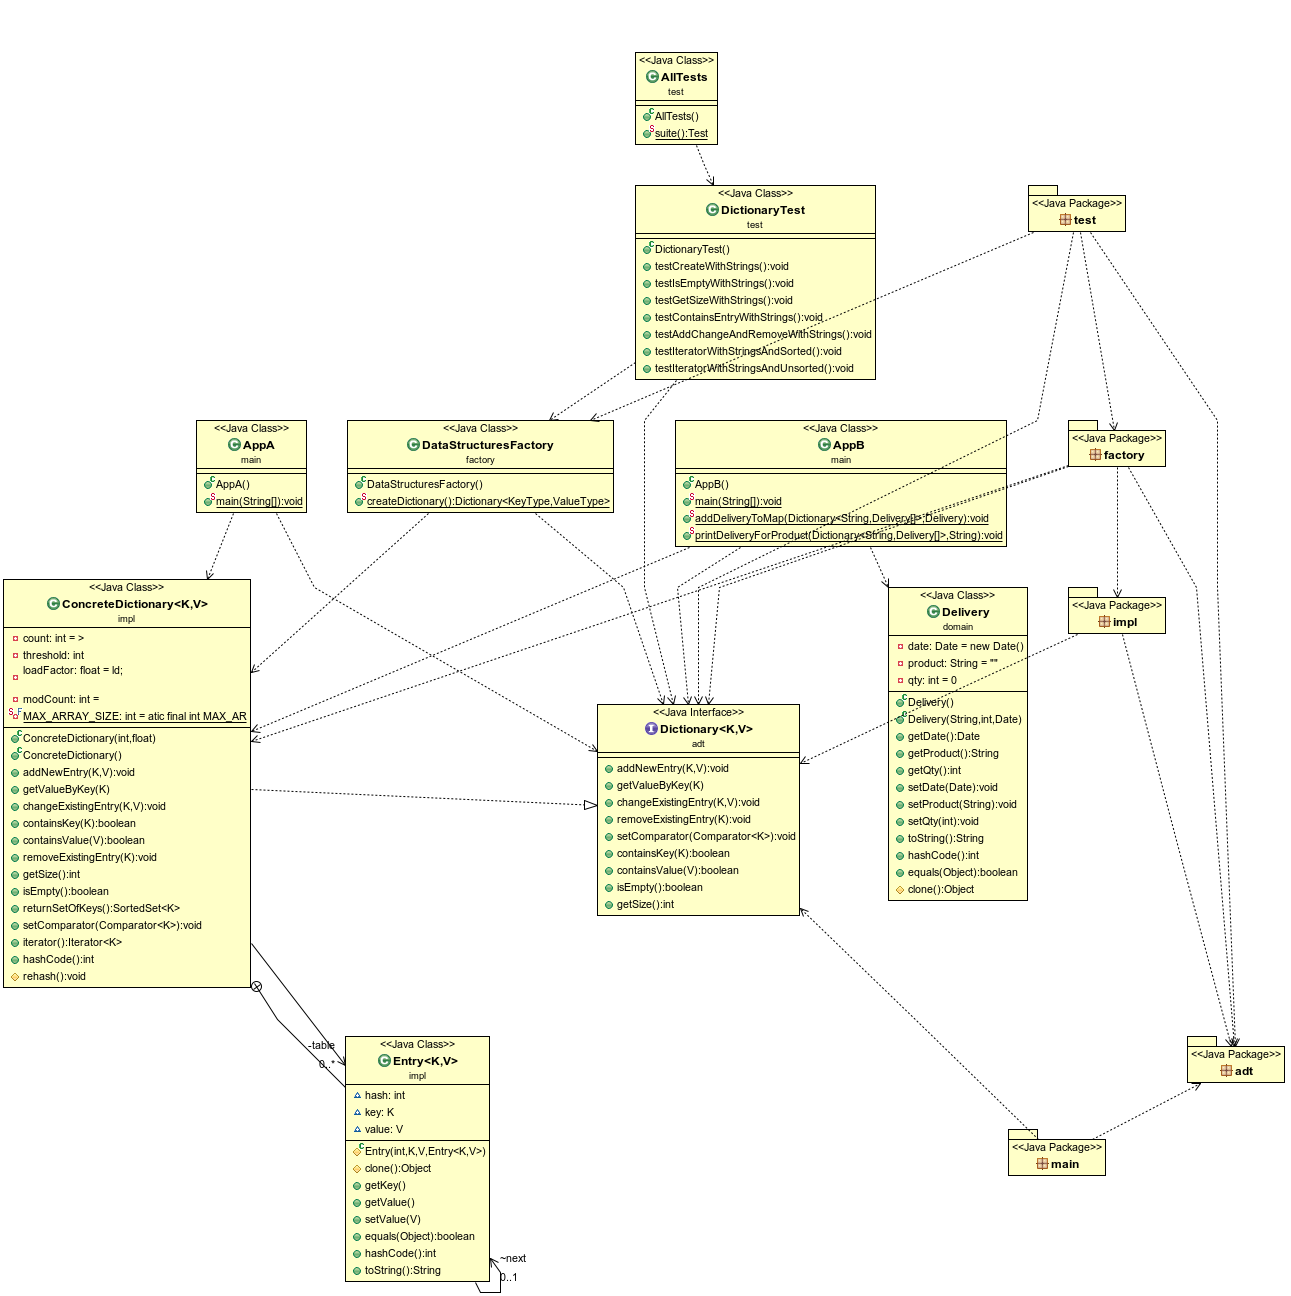 <<Java Class>>
AllTests
test
AllTests()
suite():Test
<<Java Class>>
DictionaryTest
test
DictionaryTest()
testCreateWithStrings():void
testIsEmptyWithStrings():void
testGetSizeWithStrings():void
testContainsEntryWithStrings():void
testAddChangeAndRemoveWithStrings():void
testIteratorWithStringsAndSorted():void
testIteratorWithStringsAndUnsorted():void
<<Java Package>>
test
<<Java Class>>
AppA
main
AppA()
main(String[]):void
<<Java Class>>
DataStructuresFactory
factory
DataStructuresFactory()
createDictionary():Dictionary<KeyType,ValueType>
<<Java Class>>
AppB
main
AppB()
main(String[]):void
addDeliveryToMap(Dictionary<String,Delivery[]>,Delivery):void
printDeliveryForProduct(Dictionary<String,Delivery[]>,String):void
<<Java Package>>
factory
<<Java Class>>
ConcreteDictionary<K,V>
impl
count: int = >
threshold: int
loadFactor: float = ld;
modCount: int =
MAX_ARRAY_SIZE: int = atic final int MAX_AR
ConcreteDictionary(int,float)
ConcreteDictionary()
addNewEntry(K,V):void
getValueByKey(K)
changeExistingEntry(K,V):void
containsKey(K):boolean
containsValue(V):boolean
removeExistingEntry(K):void
getSize():int
isEmpty():boolean
returnSetOfKeys():SortedSet<K>
setComparator(Comparator<K>):void
iterator():Iterator<K>
hashCode():int
rehash():void
<<Java Class>>
Delivery
domain
date: Date = new Date()
product: String = ""
qty: int = 0
Delivery()
Delivery(String,int,Date)
getDate():Date
getProduct():String
getQty():int
setDate(Date):void
setProduct(String):void
setQty(int):void
toString():String
hashCode():int
equals(Object):boolean
clone():Object
<<Java Package>>
impl
<<Java Interface>>
Dictionary<K,V>
adt
addNewEntry(K,V):void
getValueByKey(K)
changeExistingEntry(K,V):void
removeExistingEntry(K):void
setComparator(Comparator<K>):void
containsKey(K):boolean
containsValue(V):boolean
isEmpty():boolean
getSize():int
-table
0..*
<<Java Class>>
Entry<K,V>
impl
hash: int
key: K
value: V
Entry(int,K,V,Entry<K,V>)
clone():Object
getKey()
getValue()
setValue(V)
equals(Object):boolean
hashCode():int
toString():String
~next
0..1
<<Java Package>>
adt
<<Java Package>>
main